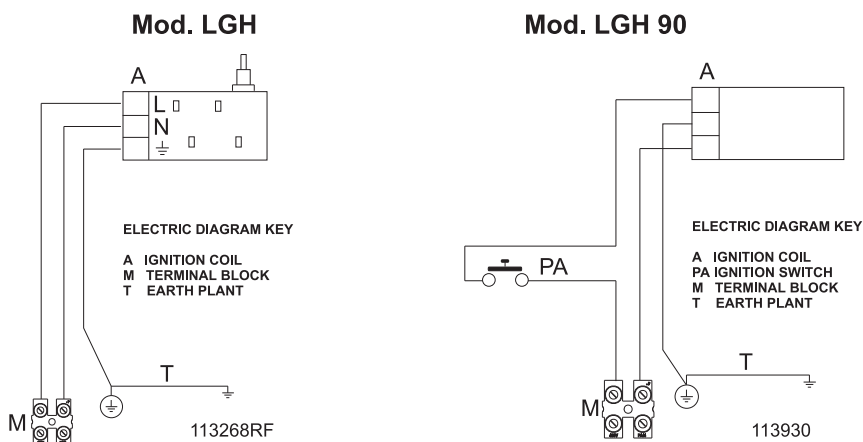 Mod. LGH
A
L
N
ELECTRIC DIAGRAM KEY
A IGNITION COIL
M TERMINAL BLOCK
T EARTH PLANT
T
M
113268RF
Mod. LGH 90
A
PA
ELECTRIC DIAGRAM KEY
A IGNITION COIL
PA IGNITION SWITCH
M TERMINAL BLOCK
T EARTH PLANT
T
M
113930